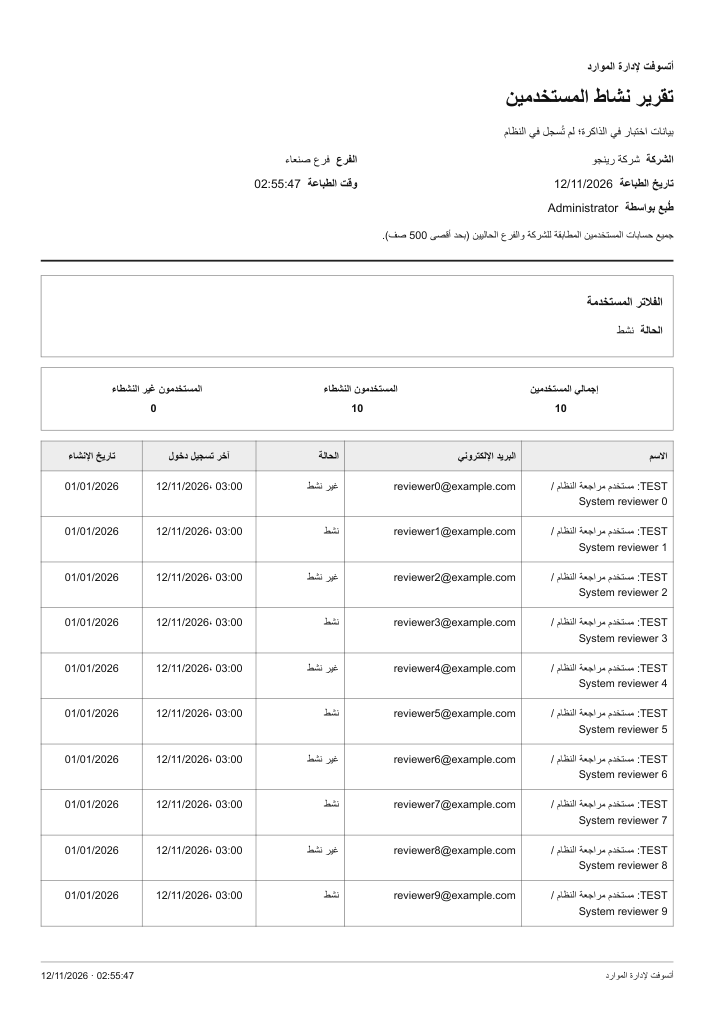 أتسوفت لإدارة الموارد
تقرير نشاط المستخدمين
بيانات اختبار في الذاكرة؛ لم تُسجل في النظام
الشركة شركة رينجو الفرع فرع صنعاء
تاريخ الطباعة 12/11/2026 وقت الطباعة 02:55:47
طُبع بواسطة Administrator
جميع حسابات المستخدمين المطابقة للشركة والفرع الحاليين (بحد أقصى 500 صف).
الفلاتر المستخدمة
الحالة نشط
إجمالي المستخدمين المستخدمون النشطاء المستخدمون غير النشطاء
10 10 0
الاسم البريد الإلكتروني الحالة آخر تسجيل دخول تاريخ الإنشاء
TEST: مستخدم مراجعة النظام / reviewer0@example.com غير نشط 12/11/2026، 03:00 01/01/2026
System reviewer 0
TEST: مستخدم مراجعة النظام / reviewer1@example.com نشط 12/11/2026، 03:00 01/01/2026
System reviewer 1
TEST: مستخدم مراجعة النظام / reviewer2@example.com غير نشط 12/11/2026، 03:00 01/01/2026
System reviewer 2
TEST: مستخدم مراجعة النظام / reviewer3@example.com نشط 12/11/2026، 03:00 01/01/2026
System reviewer 3
TEST: مستخدم مراجعة النظام / reviewer4@example.com غير نشط 12/11/2026، 03:00 01/01/2026
System reviewer 4
TEST: مستخدم مراجعة النظام / reviewer5@example.com نشط 12/11/2026، 03:00 01/01/2026
System reviewer 5
TEST: مستخدم مراجعة النظام / reviewer6@example.com غير نشط 12/11/2026، 03:00 01/01/2026
System reviewer 6
TEST: مستخدم مراجعة النظام / reviewer7@example.com نشط 12/11/2026، 03:00 01/01/2026
System reviewer 7
TEST: مستخدم مراجعة النظام / reviewer8@example.com غير نشط 12/11/2026، 03:00 01/01/2026
System reviewer 8
TEST: مستخدم مراجعة النظام / reviewer9@example.com نشط 12/11/2026، 03:00 01/01/2026
System reviewer 9
أتسوفت لإدارة الموارد 12/11/2026 · 02:55:47